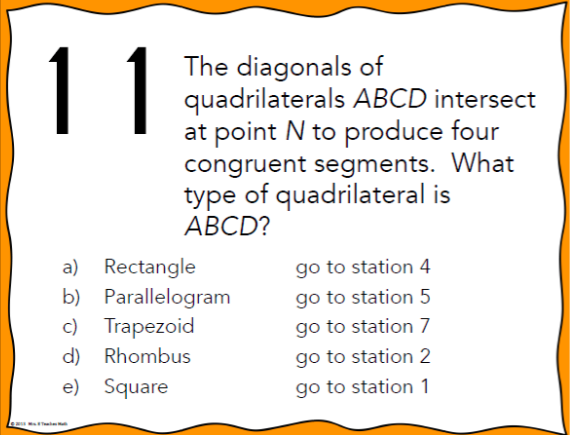 11
The diagonals of
quadrilaterals ABCD intersect
at point N to produce four
congruent segments. What
type of quadrilateral is
ABCD?
a) Rectangle go to station 4
b) Parallelogram go to station 5
c) Trapezoid go to station 7
d) Rhombus go to station 2
e) Square go to station 1
© 2013 Mrs. E Teaches Math